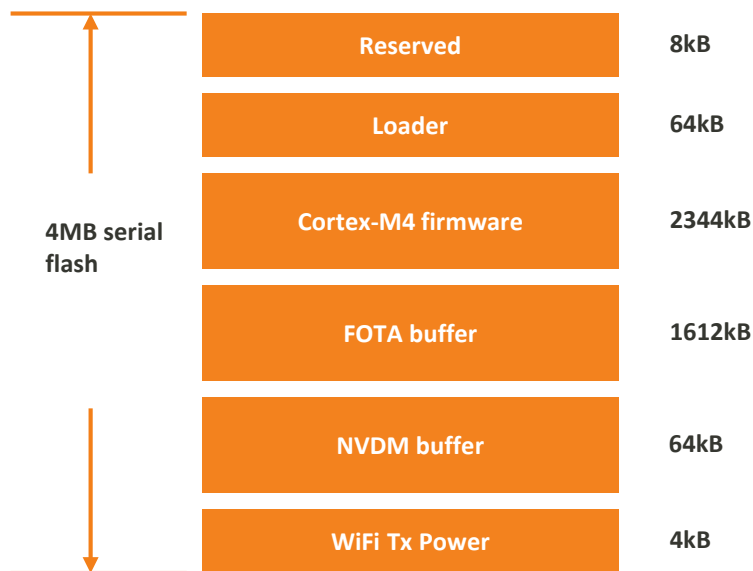 Reserved
8kB
Loader
64kB
Cortex-M4 firmware
2344kB
4MB serial
flash
FOTA buffer
1612kB
NVDM buffer
64kB
WiFi Tx Power
4kB